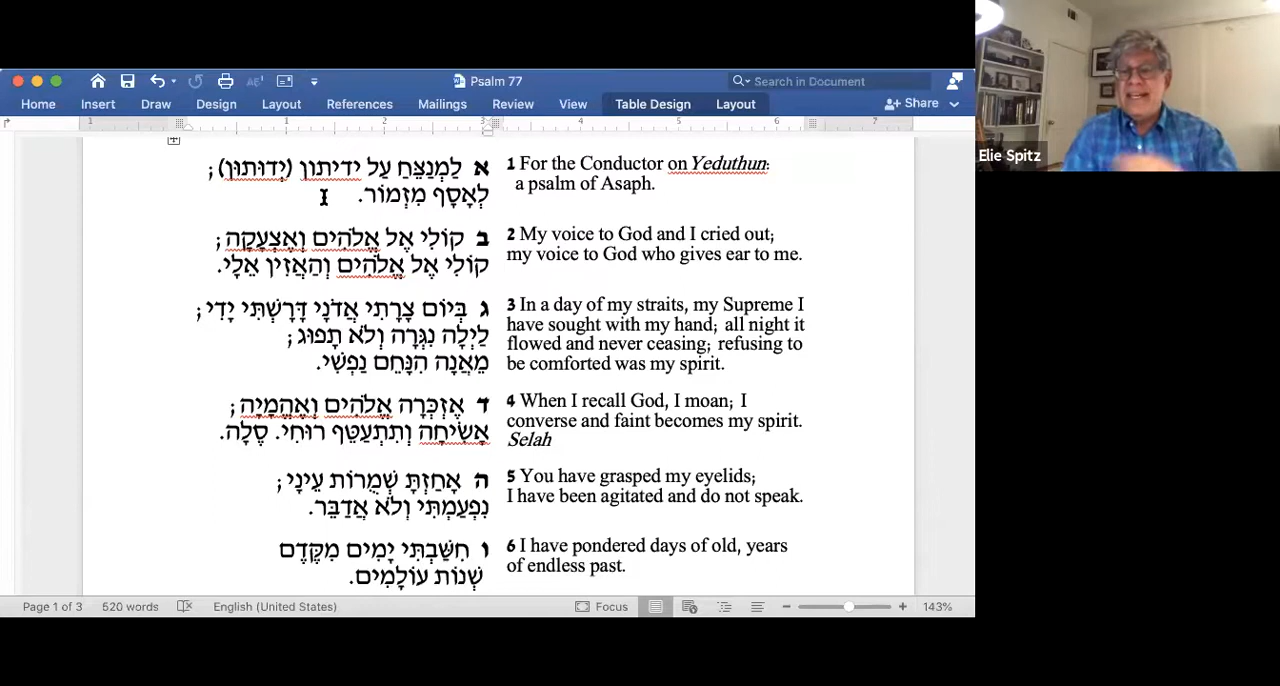 Psalm 77
Search in Document
Home Insert Draw Design Layout References Mailings Review View Table Design Layout Share
א לַמְנַצֵּחַ עַל ידיתון (יְדוּתוּן);
לְאָסָף מִזְמוֹר.
1 For the Conductor on Yeduthun:
a psalm of Asaph.
ב קוֹלִי אֶל אֱלֹהִים וְאֶצְעָקָה;
קוֹלִי אֶל אֱלֹהִים וְהַאֲזִין אֵלָי.
2 My voice to God and I cried out;
my voice to God who gives ear to me.
ג בְּיוֹם צָרָתִי אֲדֹנָי דָּרָשְׁתִּי יָדִי;
לַיְלָה נִגְּרָה וְלֹא תָפוּג;
מֵאֲנָה הִנָּחֵם נַפְשִׁי.
3 In a day of my straits, my Supreme I
have sought with my hand; all night it
flowed and never ceasing; refusing to
be comforted was my spirit.
ד אֶזְכְּרָה אֱלֹהִים וְאֶהֱמָיָה;
אָשִׂיחָה וְתִתְעַטֵּף רוּחִי. סֶלָה.
4 When I recall God, I moan; I
converse and faint becomes my spirit.
Selah
ה אָחַזְתָּ שְׁמֻרוֹת עֵינָי;
נִפְעַמְתִּי וְלֹא אֲדַבֵּר.
5 You have grasped my eyelids;
I have been agitated and do not speak.
ו חִשַּׁבְתִּי יָמִים מִקֶּדֶם
שְׁנוֹת עוֹלָמִים.
6 I have pondered days of old, years
of endless past.
Page 1 of 3 520 words English (United States) Focus 143%
Elie Spitz